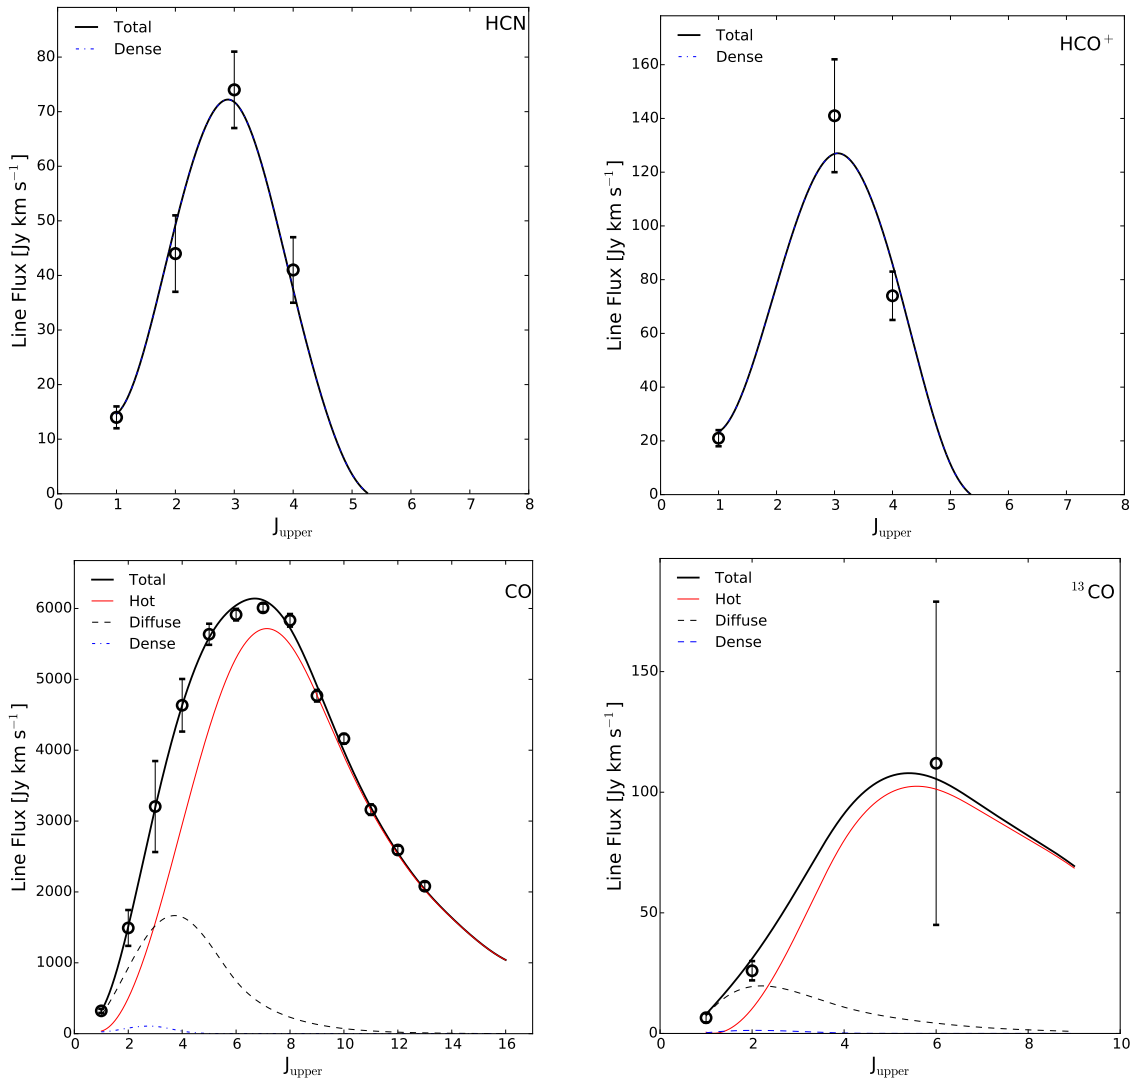 HCN
Total
Dense
Line Flux [Jy km s⁻¹]
80
70
60
50
40
30
20
10
0
0 1 2 3 4 5 6 7 8
J_upper
HCO⁺
Total
Dense
Line Flux [Jy km s⁻¹]
160
140
120
100
80
60
40
20
0
0 1 2 3 4 5 6 7 8
J_upper
CO
Total
Hot
Diffuse
Dense
Line Flux [Jy km s⁻¹]
6000
5000
4000
3000
2000
1000
0
0 2 4 6 8 10 12 14 16
J_upper
¹³CO
Total
Hot
Diffuse
Dense
Line Flux [Jy km s⁻¹]
150
100
50
0
0 2 4 6 8 10
J_upper